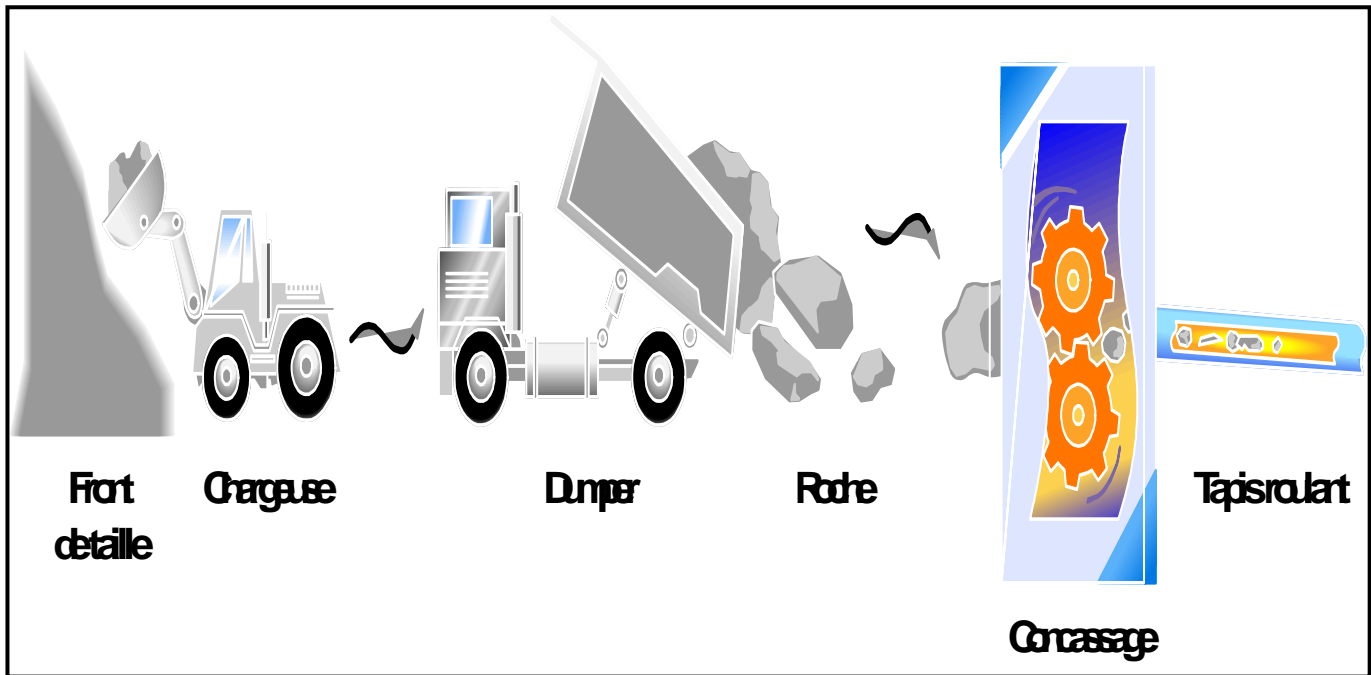 Front
de taille
Chargeuse
Dumper
Roche
Tapis roulant
Concassage